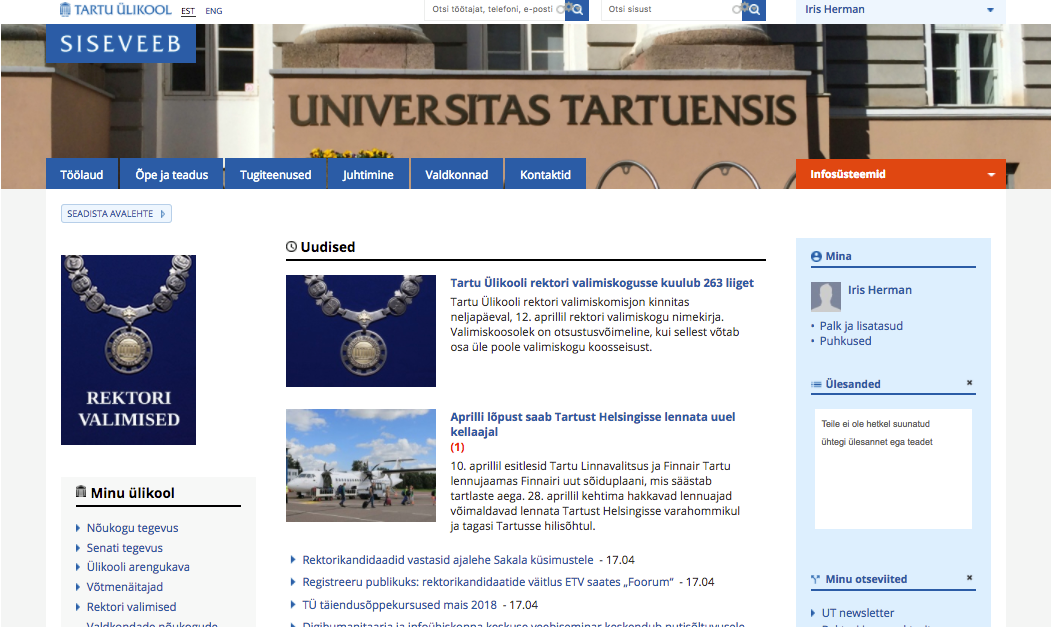 TARTU ÜLIKOOL EST ENG
Otsi töötajat, telefoni, e-posti
Otsi sisust
Iris Herman
SISEVEEB
UNIVERSITAS TARTUENSIS
Töölaud Õpe ja teadus Tugiteenused Juhtimine Valdkonnad Kontaktid
Infosüsteemid
SEADISTA AVALEHTE
REKTORI
VALIMISED
Minu ülikool
Nõukogu tegevus
Senati tegevus
Ülikooli arengukava
Võtmenäitajad
Rektori valimised
Valdkondade nõukogude
Uudised
Tartu Ülikooli rektori valimiskogusse kuulub 263 liiget
Tartu Ülikooli rektori valimiskomisjon kinnitas
neljapäeval, 12. aprillil rektori valimiskogu nimekirja.
Valimiskoosolek on otsustusvõimeline, kui sellest võtab
osa üle poole valimiskogu koosseisust.
Aprilli lõpust saab Tartust Helsingisse lennata uuel
kellaajal
(1)
10. aprillil esitlesid Tartu Linnavalitsus ja Finnair Tartu
lennujaamas Finnairi uut sõiduplaani, mis säästab
tartlaste aega. 28. aprillil kehtima hakkavad lennuajad
võimaldavad lennata Tartust Helsingisse varahommikul
ja tagasi Tartusse hilisõhtul.
Rektorikandidaadid vastasid ajalehe Sakala küsimustele - 17.04
Registreeru publikuks: rektorikandidaatide väitlus ETV saates „Foorum“ - 17.04
TÜ täiendusõppekursused mais 2018 - 17.04
Digihumanitaaria ja infoühiskonna keskuse veebiseminar keskendub nutisõltuvusele
Mina
Iris Herman
• Palk ja lisatasud
• Puhkused
Ülesanded
Teile ei ole hetkel suunatud
ühtegi ülesannet ega teadet
Minu otseviited
UT newsletter